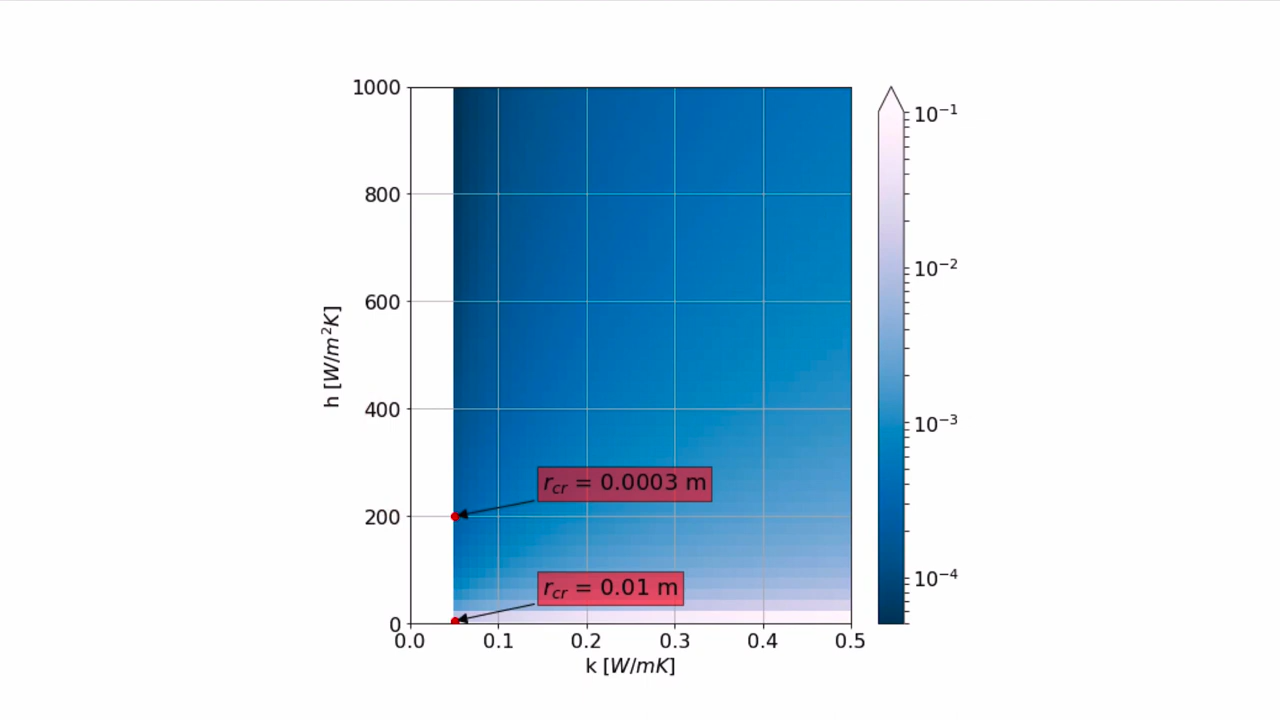 1000
800
600
400
200
0
h [W/m²K]
0.0 0.1 0.2 0.3 0.4 0.5
k [W/mK]
r_cr = 0.0003 m
r_cr = 0.01 m
10⁻¹
10⁻²
10⁻³
10⁻⁴